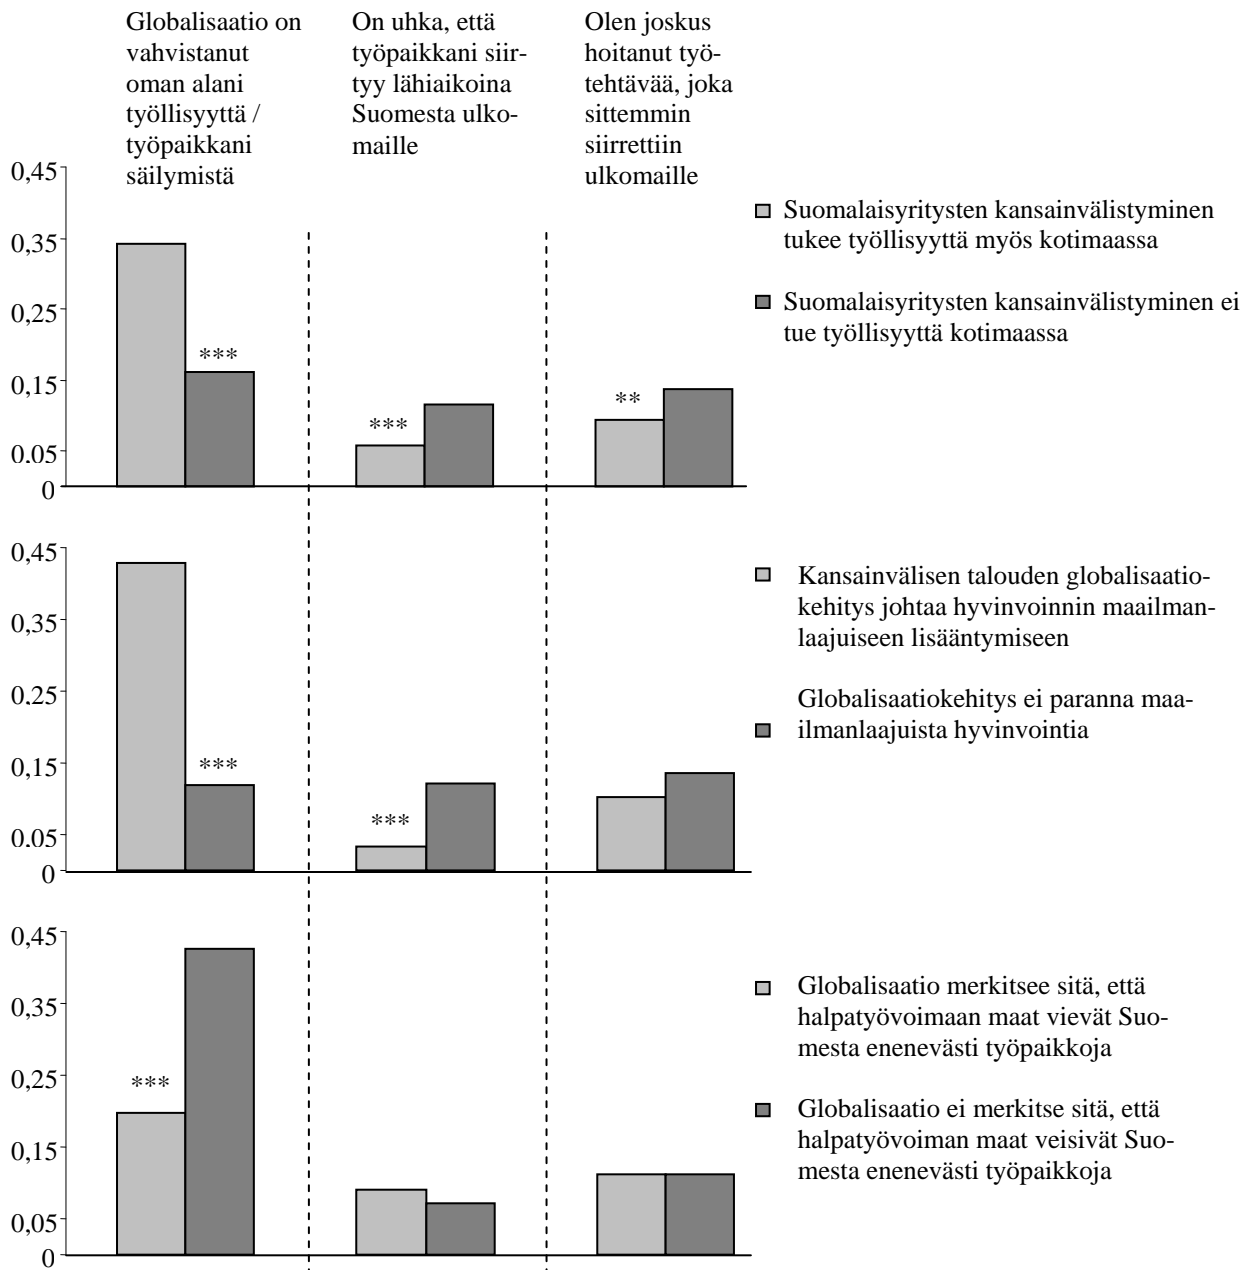 Globalisaatio on
vahvistanut
oman alani
työllisyyttä /
työpaikkani
säilymistä
On uhka, että
työpaikkani siir-
tyy lähiaikoina
Suomesta ulko-
maille
Olen joskus
hoitanut työ-
tehtävää, joka
sittemmin
siirrettiin
ulkomaille
0,45
0,35
0,25
0,15
0.05
0
***
***
**
Suomalaisyritysten kansainvälistyminen
tukee työllisyyttä myös kotimaassa
Suomalaisyritysten kansainvälistyminen ei
tue työllisyyttä kotimaassa
0,45
0,35
0,25
0,15
0.05
0
***
***
Kansainvälisen talouden globalisaatio-
kehitys johtaa hyvinvoinnin maailman-
laajuiseen lisääntymiseen
Globalisaatiokehitys ei paranna maa-
ilmanlaajuista hyvinvointia
0,45
0,35
0,25
0,15
0,05
0
***
Globalisaatio merkitsee sitä, että
halpatyövoimaan maat vievät Suo-
mesta enenevästi työpaikkoja
Globalisaatio ei merkitse sitä, että
halpatyövoiman maat veisivät Suo-
mesta enenevästi työpaikkoja